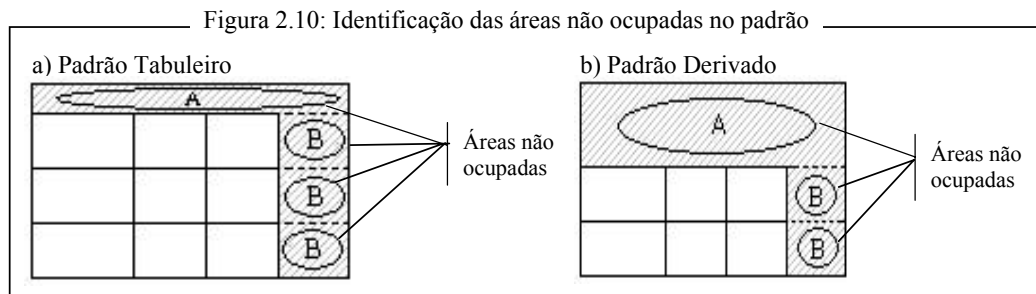 Figura 2.10: Identificação das áreas não ocupadas no padrão
a) Padrão Tabuleiro
A
B
B
B
Áreas não
ocupadas
b) Padrão Derivado
A
B
B
Áreas não
ocupadas